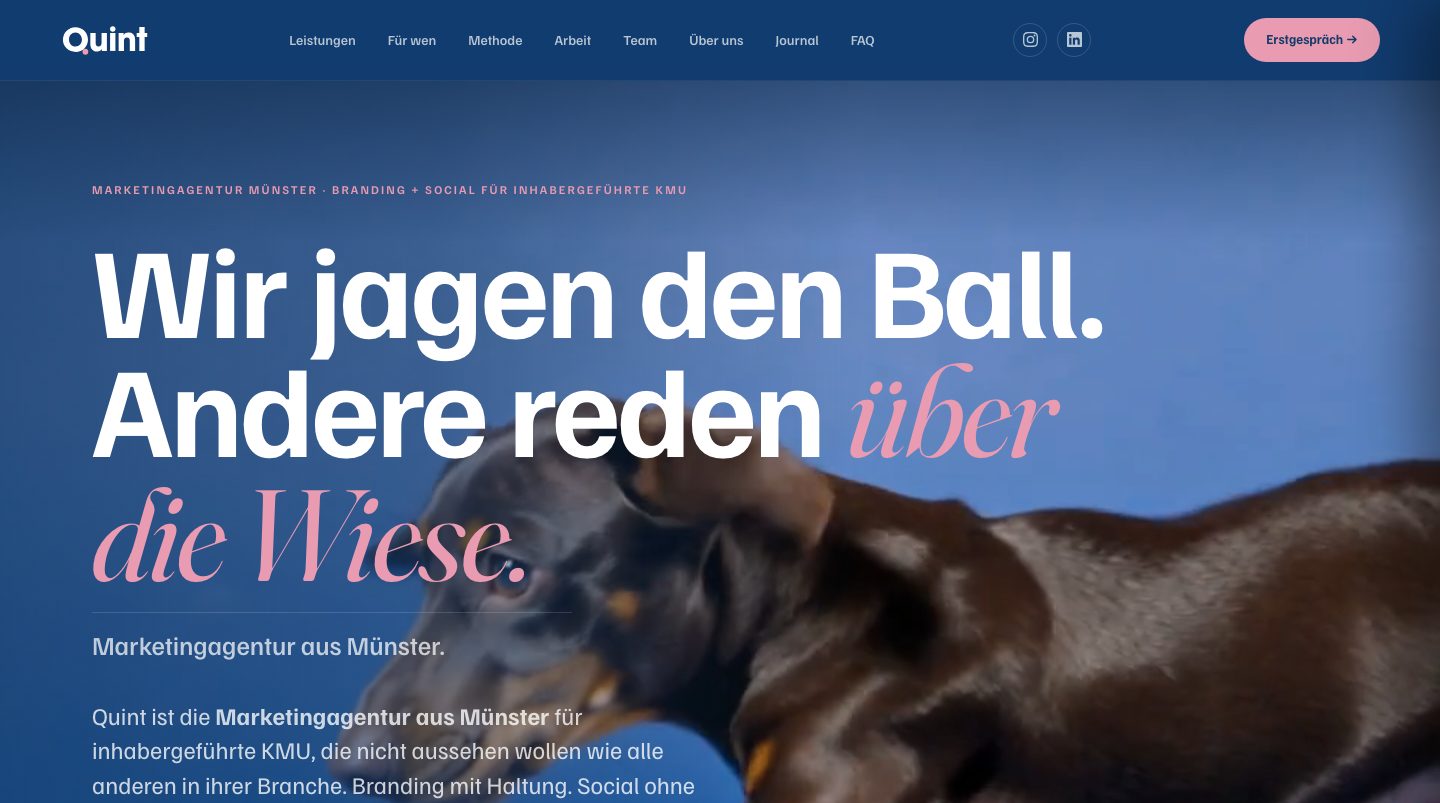 Quint
Leistungen Für wen Methode Arbeit Team Über uns Journal FAQ
Erstgespräch →
MARKETINGAGENTUR MÜNSTER · BRANDING + SOCIAL FÜR INHABERGEFÜHRTE KMU
Wir jagen den Ball.
Andere reden über
die Wiese.
Marketingagentur aus Münster.
Quint ist die Marketingagentur aus Münster für
inhabergeführte KMU, die nicht aussehen wollen wie alle
anderen in ihrer Branche. Branding mit Haltung. Social ohne